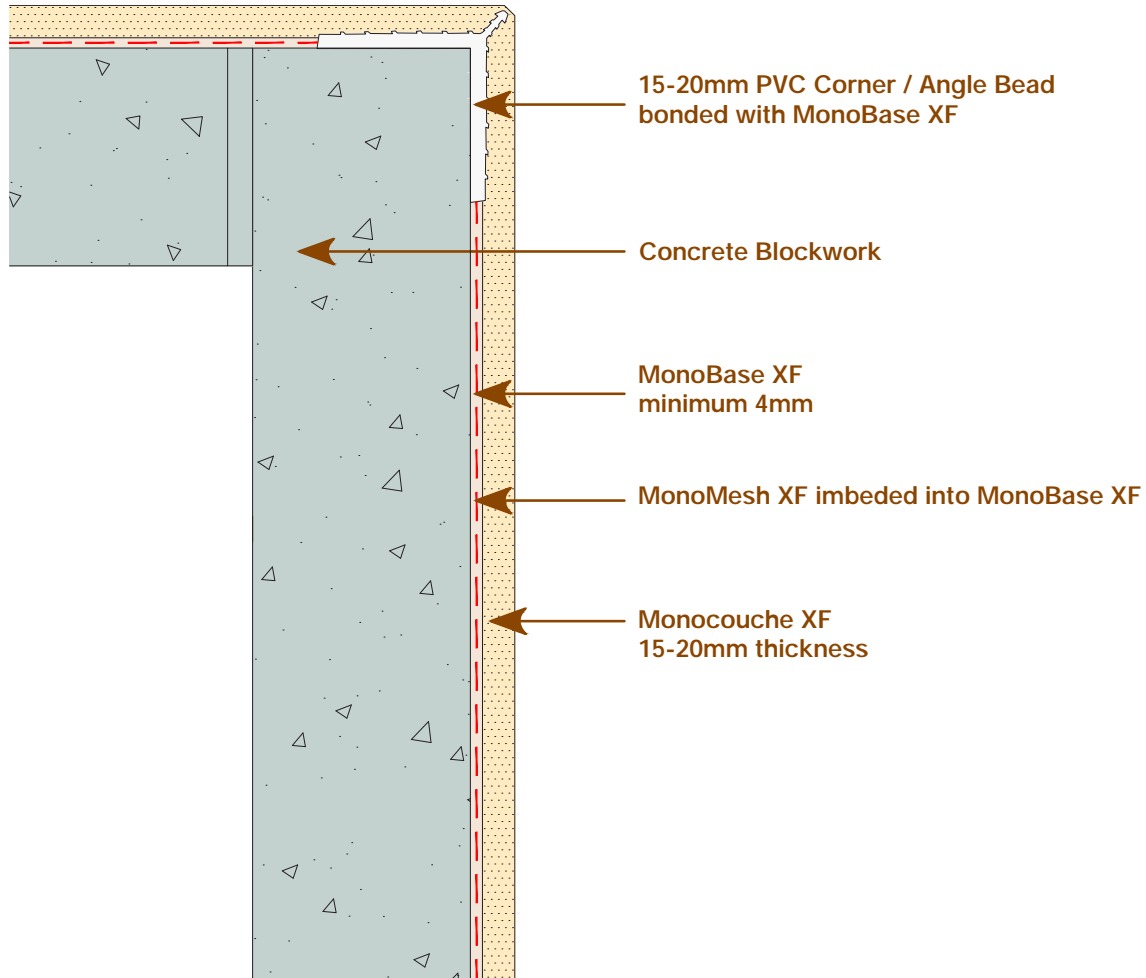 15-20mm PVC Corner / Angle Bead
bonded with MonoBase XF
Concrete Blockwork
MonoBase XF
minimum 4mm
MonoMesh XF imbeded into MonoBase XF
Monocouche XF
15-20mm thickness